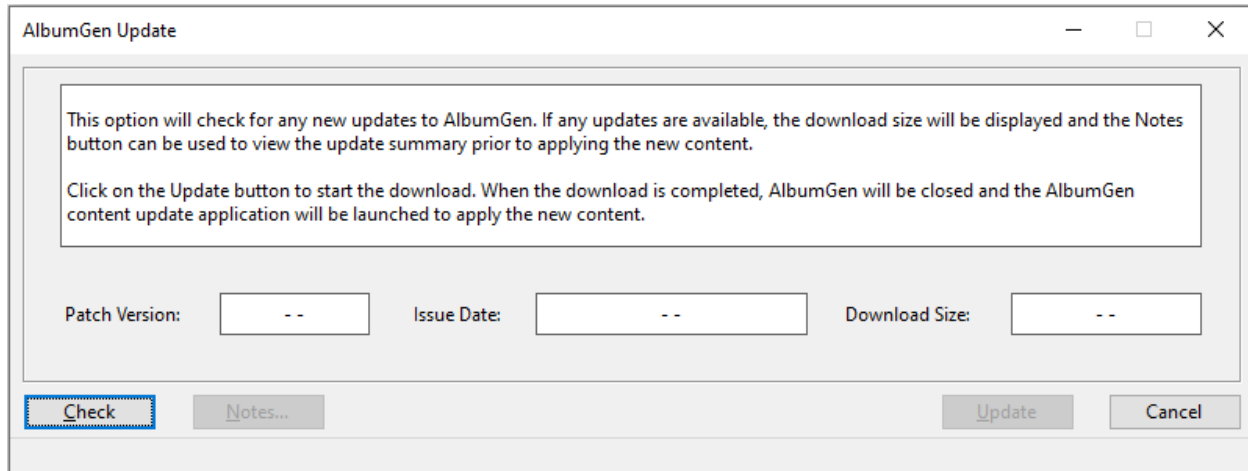 AlbumGen Update
This option will check for any new updates to AlbumGen. If any updates are available, the download size will be displayed and the Notes
button can be used to view the update summary prior to applying the new content.
Click on the Update button to start the download. When the download is completed, AlbumGen will be closed and the AlbumGen
content update application will be launched to apply the new content.
Patch Version: - - Issue Date: - - Download Size: - -
Check Notes... Update Cancel